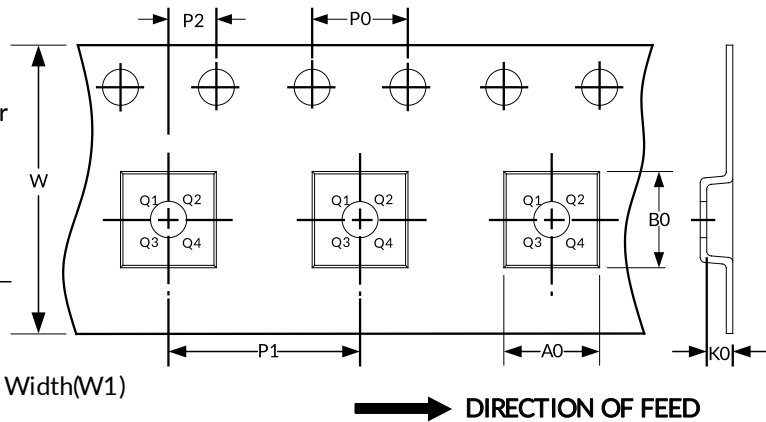 P2
P0
r
W
Q1 Q2
Q3 Q4
Q1 Q2
Q3 Q4
Q1 Q2
Q3 Q4
B0
P1
A0
K0
Width(W1)
DIRECTION OF FEED